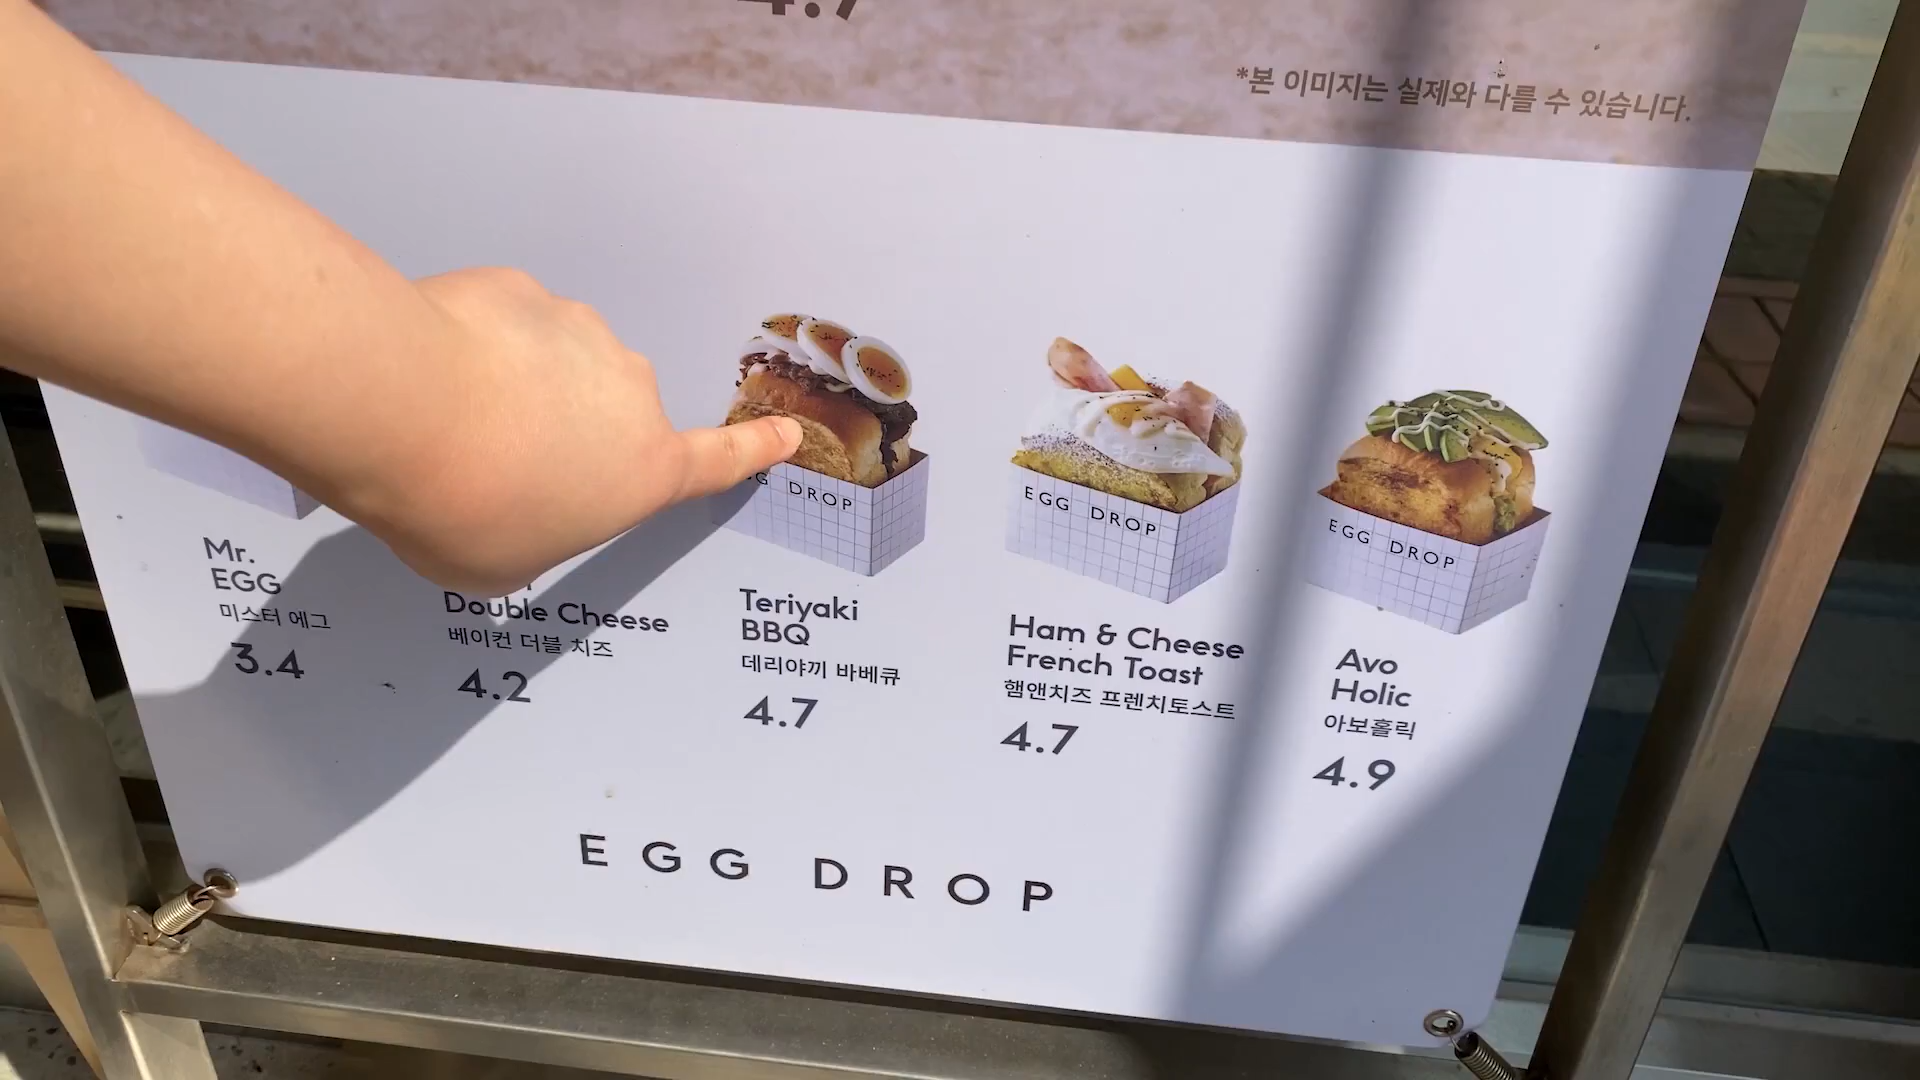 4.7
*본 이미지는 실제와 다를 수 있습니다.
EGG DROP
EGG DROP
DROP
Mr.
EGG
미스터 에그
3.4
Double Cheese
베이컨 더블 치즈
4.2
Teriyaki
BBQ
데리야끼 바베큐
4.7
Ham & Cheese
French Toast
햄앤치즈 프렌치토스트
4.7
Avo
Holic
아보홀릭
4.9
EGG DROP